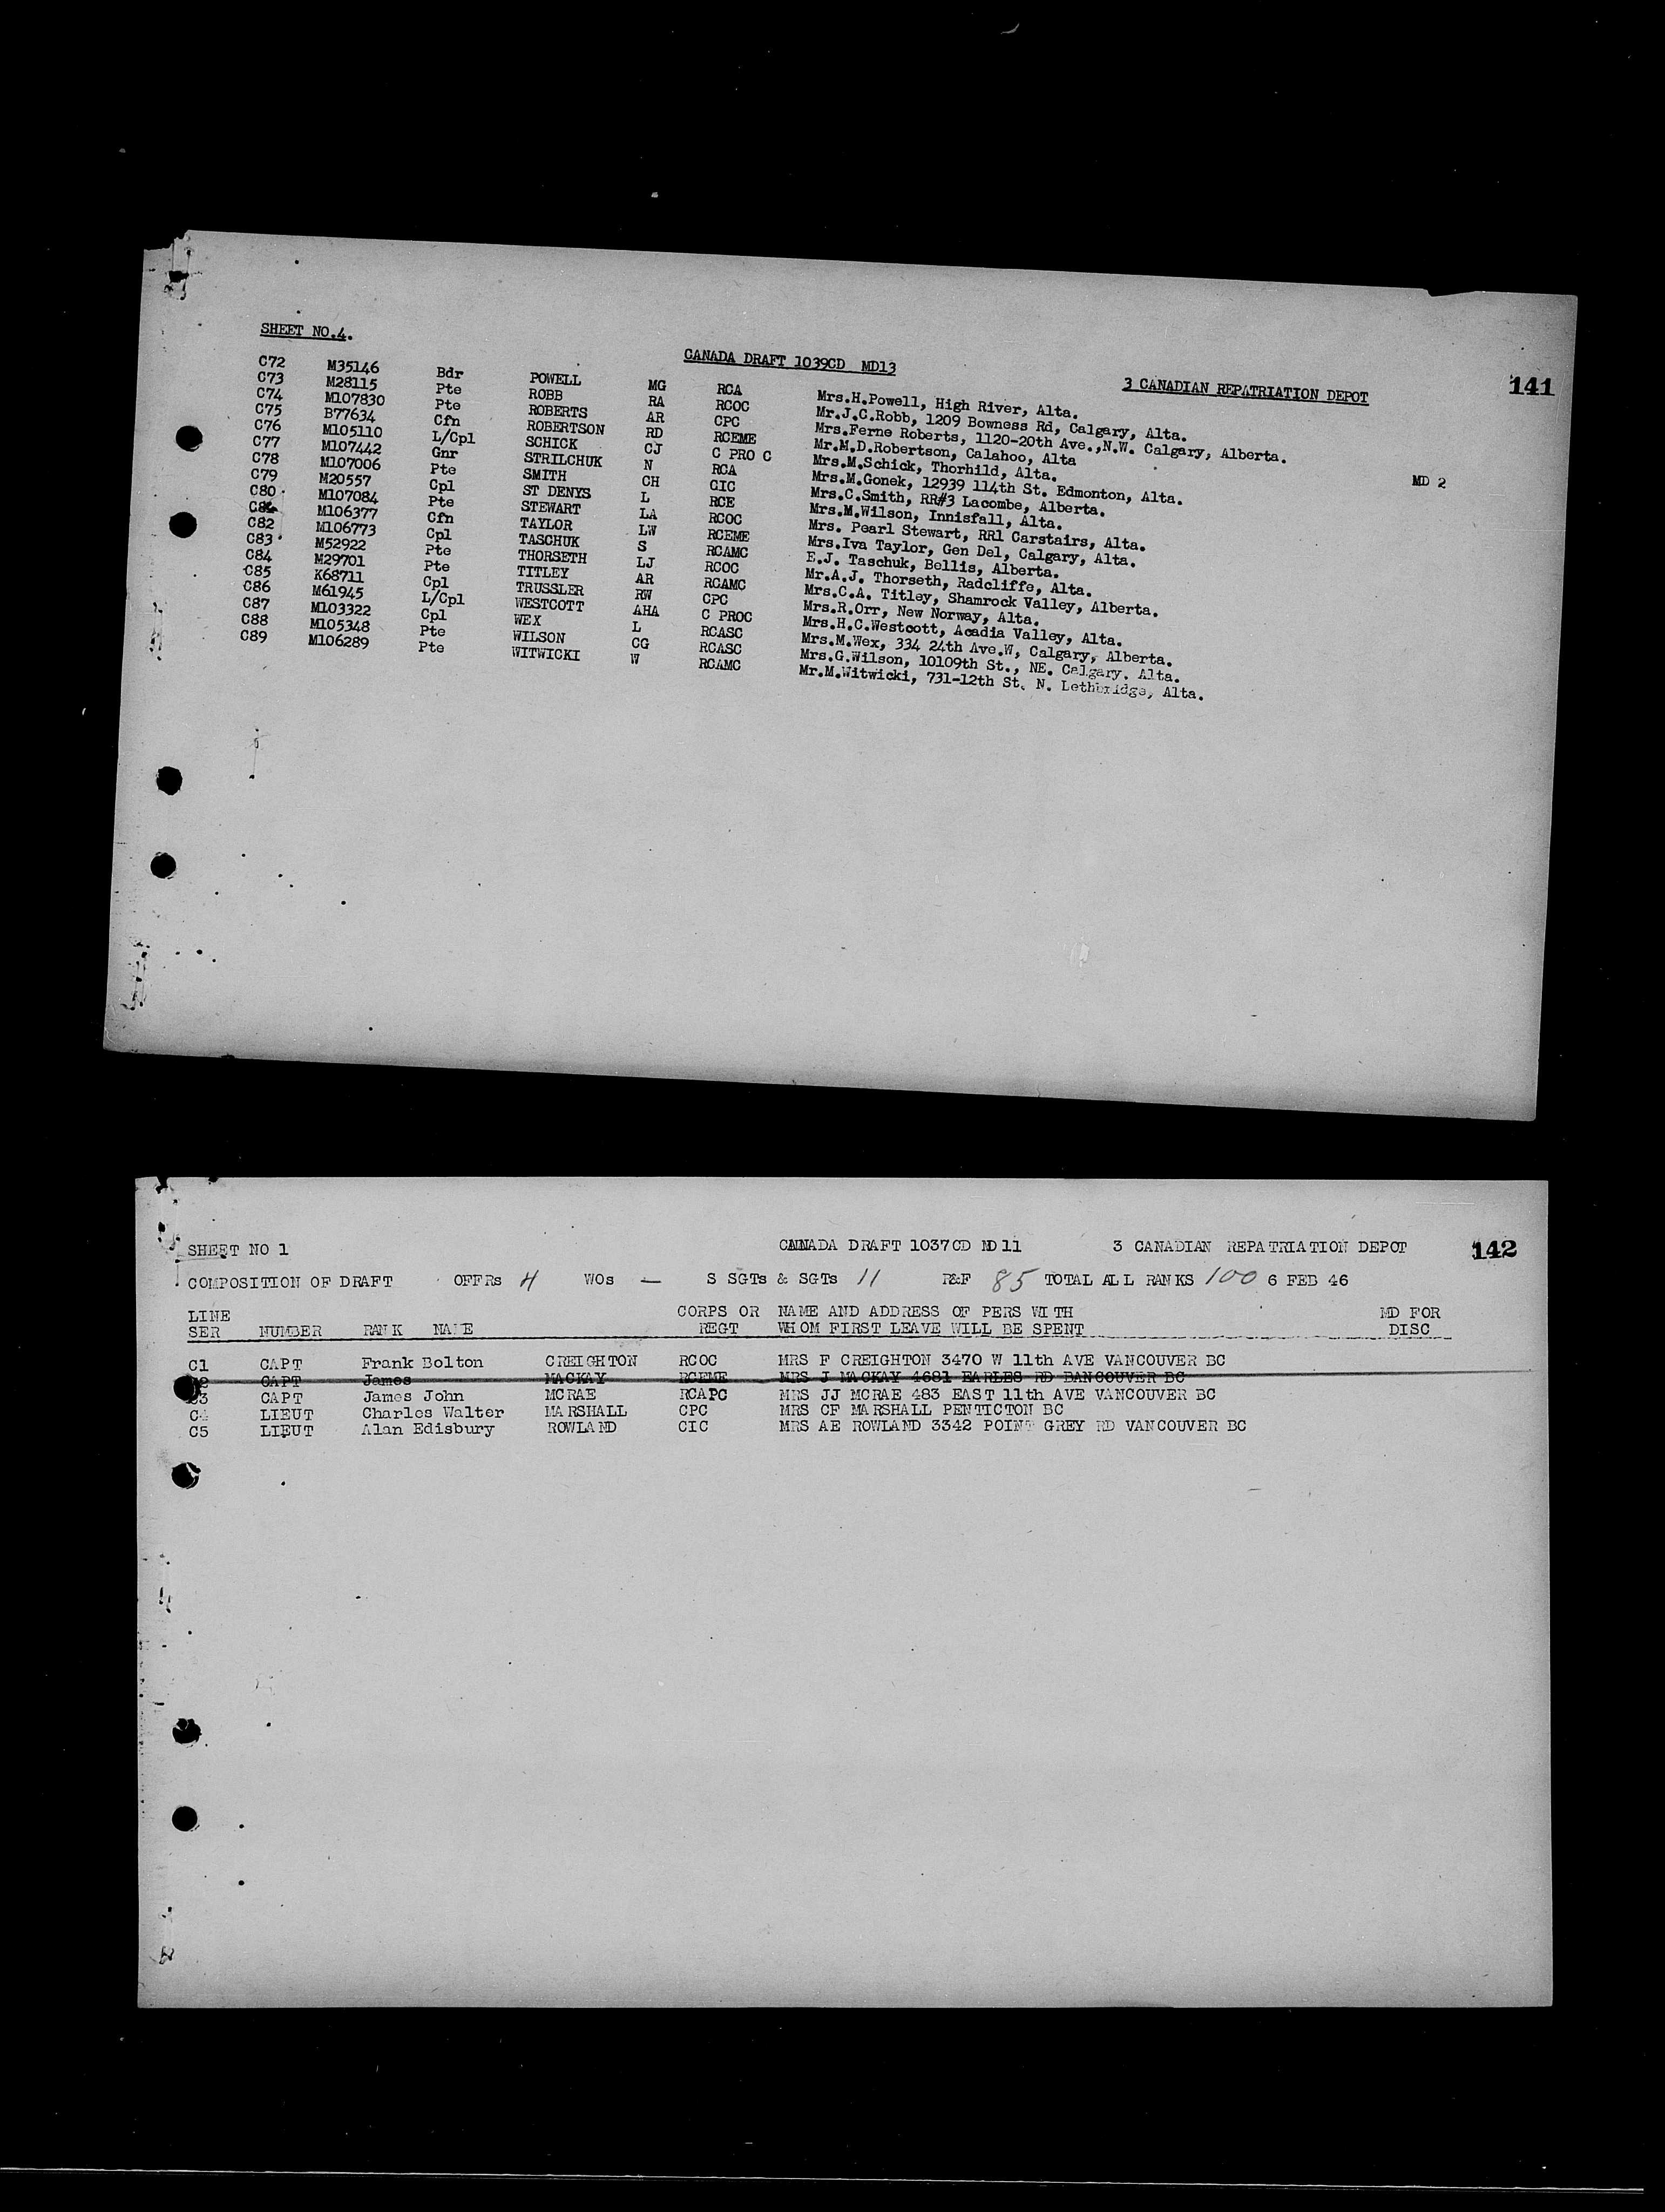 SHEET NO.4. CANADA DRAFT 1039CD MD13 3 CANADIAN REPATRIATION DEPOT 141
C72 M35146 Bdr POWELL MG RCA Mrs.H.Powell, High River, Alta.
C73 M28115 Pte ROBB RA RCOC Mr.J.C.Robb, 1209 Bowness Rd, Calgary, Alta.
C74 M107830 Pte ROBERTS AR CPC Mrs.Ferne Roberts, 1120-20th Ave.,N.W. Calgary, Alberta.
C75 B77634 Cfn ROBERTSON RD RCEME Mr.M.D.Robertson, Calahoo, Alta MD 2
C76 M105110 L/Cpl SCHICK CJ C PRO C Mrs.M.Schick, Thorhild, Alta.
C77 M107442 Gnr STRILCHUK N RCA Mrs.M.Gonek, 12939 114th St. Edmonton, Alta.
C78 M107006 Pte SMITH CH CIC Mrs.C.Smith, RR#3 Lacombe, Alberta.
C79 M20557 Cpl ST DENYS L RCE Mrs.M.Wilson, Innisfall, Alta.
C80 M107084 Pte STEWART LA RCOC Mrs. Pearl Stewart, RR1 Carstairs, Alta.
M106377 Cfn TAYLOR LW RCEME Mrs.Iva Taylor, Gen Del, Calgary, Alta.
C82 M106773 Cpl TASCHUK S RCAMC E.J. Taschuk, Bellis, Alberta.
C83 M52922 Pte THORSETH LJ RCOC Mr.A.J. Thorseth, Radcliffe, Alta.
C84 M29701 Pte TITLEY AR RCAMC Mrs.C.A. Titley, Shamrock Valley, Alberta.
C85 K68711 Cpl TRUSSLER RW CPC Mrs.R.Orr, New Norway, Alta.
C86 M61945 L/Cpl WESTCOTT AHA C PROC Mrs.H.C.Westcott, Acadia Valley, Alta.
C87 M103322 Cpl WEX L RCASC Mrs.M.Wex, 334 24th Ave.W, Calgary, Alberta.
C88 M105348 Pte WILSON CG RCASC Mrs.G.Wilson, 10109th St., NE. Calgary. Alta.
C89 M106289 Pte WITWICKI W RCAMC Mr.M.Witwicki, 731-12th St. N. Lethbridge, Alta.
SHEET NO 1 CANADA DRAFT 1037CD MD 11 3 CANADIAN REPATRIATION DEPOT 142
COMPOSITION OF DRAFT OFFRs 4 WOs — S SGTs & SGTs 11 R&F 85 TOTAL ALL RANKS 100 6 FEB 46
LINE CORPS OR NAME AND ADDRESS OF PERS WITH MD FOR
SER NUMBER RANK NAME REGT WHOM FIRST LEAVE WILL BE SPENT DISC
C1 CAPT Frank Bolton CREIGHTON RCOC MRS F CREIGHTON 3470 W 11th AVE VANCOUVER BC
CAPT James MACKAY RCEME MRS J MACKAY 4681 EARLES RD BANCOUVER BC
C3 CAPT James John MCRAE RCAPC MRS JJ MCRAE 483 EAST 11th AVE VANCOUVER BC
C4 LIEUT Charles Walter MARSHALL CPC MRS CF MARSHALL PENTICTON BC
C5 LIEUT Alan Edisbury ROWLAND CIC MRS AE ROWLAND 3342 POINT GREY RD VANCOUVER BC